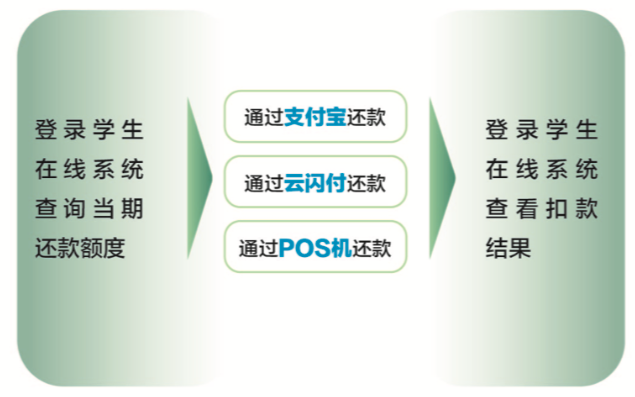 登录学生
在线系统
查询当期
还款额度
通过支付宝还款
通过云闪付还款
通过POS机还款
登录学生
在线系统
查看扣款
结果